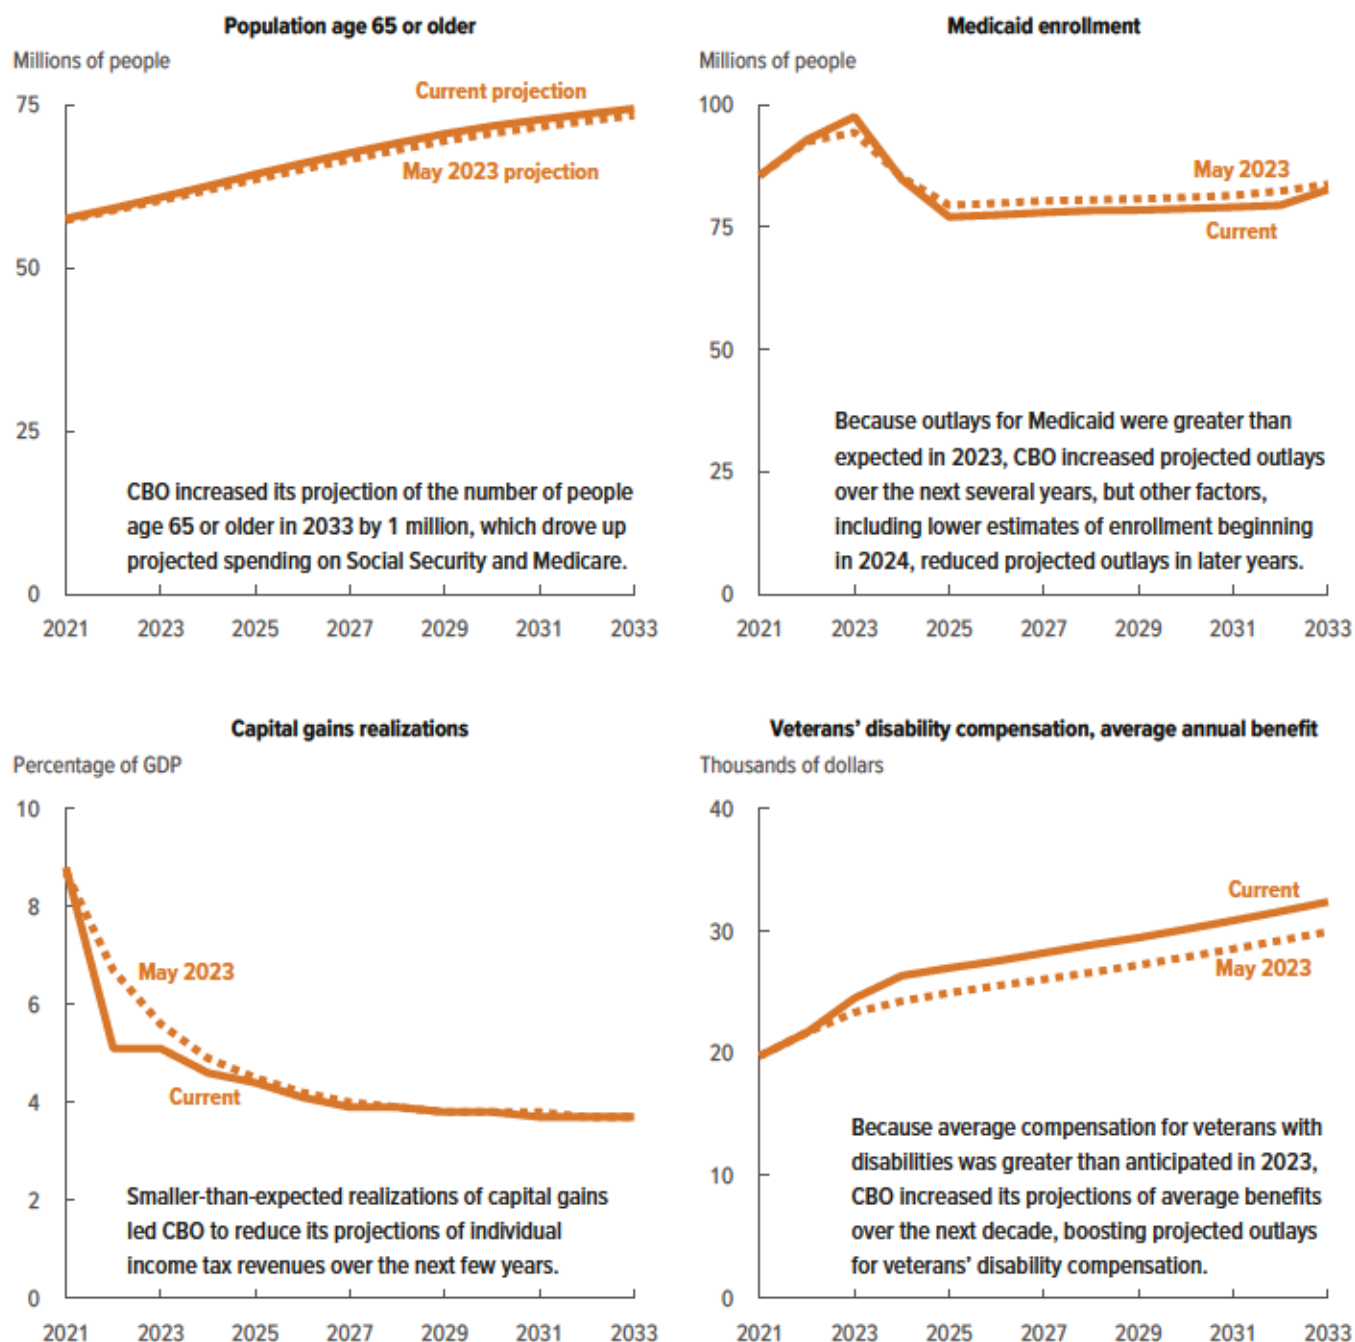 Population age 65 or older
Millions of people
75
50
25
0
Current projection
May 2023 projection
CBO increased its projection of the number of people
age 65 or older in 2033 by 1 million, which drove up
projected spending on Social Security and Medicare.
2021 2023 2025 2027 2029 2031 2033
Medicaid enrollment
Millions of people
100
75
50
25
0
May 2023
Current
Because outlays for Medicaid were greater than
expected in 2023, CBO increased projected outlays
over the next several years, but other factors,
including lower estimates of enrollment beginning
in 2024, reduced projected outlays in later years.
2021 2023 2025 2027 2029 2031 2033
Capital gains realizations
Percentage of GDP
10
8
6
4
2
0
May 2023
Current
Smaller-than-expected realizations of capital gains
led CBO to reduce its projections of individual
income tax revenues over the next few years.
2021 2023 2025 2027 2029 2031 2033
Veterans’ disability compensation, average annual benefit
Thousands of dollars
40
30
20
10
0
Current
May 2023
Because average compensation for veterans with
disabilities was greater than anticipated in 2023,
CBO increased its projections of average benefits
over the next decade, boosting projected outlays
for veterans’ disability compensation.
2021 2023 2025 2027 2029 2031 2033